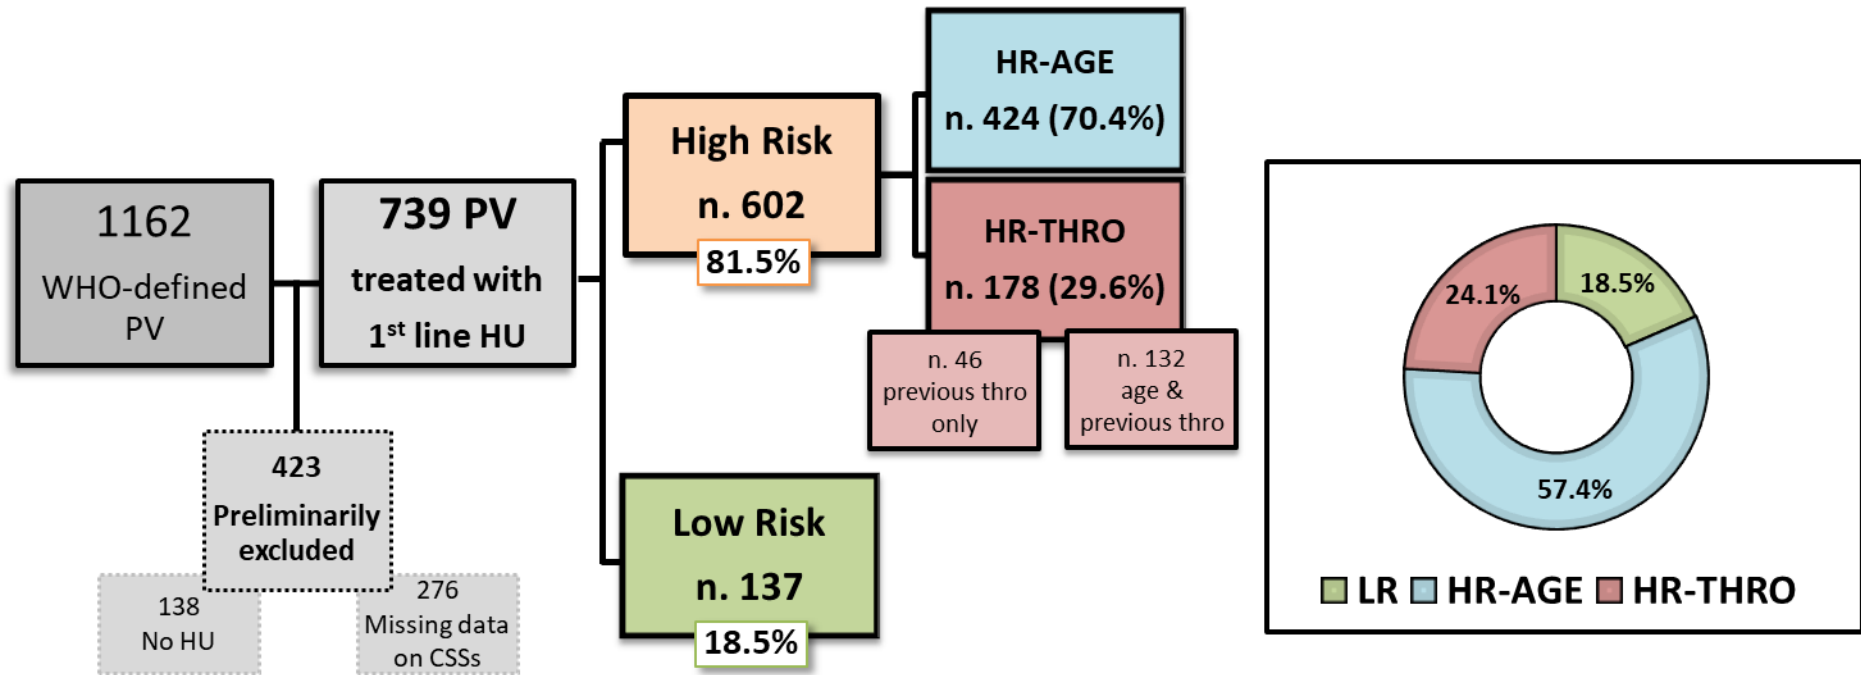 1162
WHO-defined
PV
739 PV
treated with
1st line HU
423
Preliminarily
excluded
138
No HU
276
Missing data
on CSSs
High Risk
n. 602
81.5%
Low Risk
n. 137
18.5%
HR-AGE
n. 424 (70.4%)
HR-THRO
n. 178 (29.6%)
n. 46
previous thro
only
n. 132
age &
previous thro
24.1%
18.5%
57.4%
LR HR-AGE HR-THRO